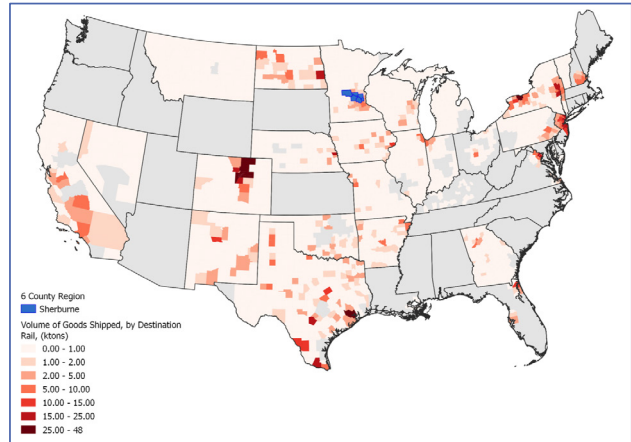 6 County Region
Sherburne
Volume of Goods Shipped, by Destination
Rail, (ktons)
0.00 - 1.00
1.00 - 2.00
2.00 - 5.00
5.00 - 10.00
10.00 - 15.00
15.00 - 25.00
25.00 - 48